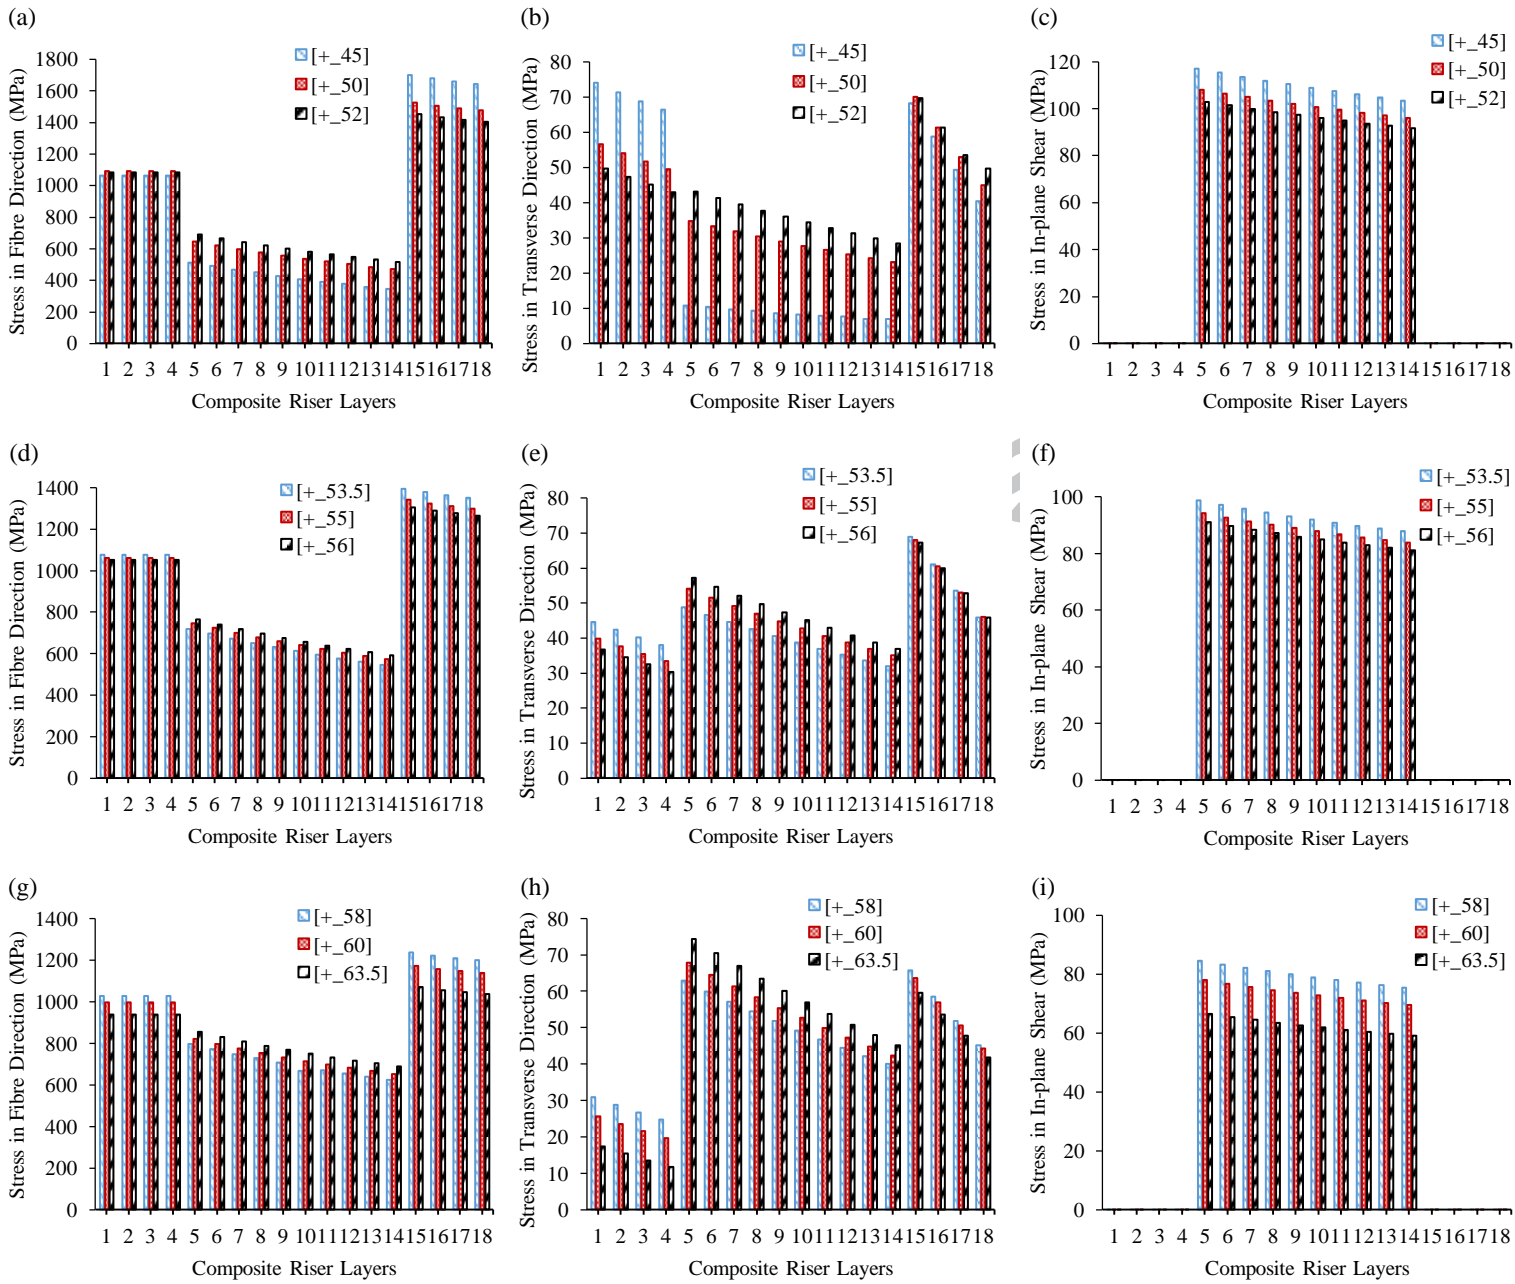 (a)
[+_45]
[+_50]
[+_52]
Stress in Fibre Direction (MPa)
1800
1600
1400
1200
1000
800
600
400
200
0
1 2 3 4 5 6 7 8 9 10 11 12 13 14 15 16 17 18
Composite Riser Layers
(b)
[+_45]
[+_50]
[+_52]
Stress in Transverse Direction (MPa)
80
70
60
50
40
30
20
10
0
1 2 3 4 5 6 7 8 9 10 11 12 13 14 15 16 17 18
Composite Riser Layers
(c)
[+_45]
[+_50]
[+_52]
Stress in In-plane Shear (MPa)
120
100
80
60
40
20
0
1 2 3 4 5 6 7 8 9 10 11 12 13 14 15 16 17 18
Composite Riser Layers
(d)
[+_53.5]
[+_55]
[+_56]
Stress in Fibre Direction (MPa)
1400
1200
1000
800
600
400
200
0
1 2 3 4 5 6 7 8 9 10 11 12 13 14 15 16 17 18
Composite Riser Layers
(e)
[+_53.5]
[+_55]
[+_56]
Stress in Transverse Direction (MPa)
80
70
60
50
40
30
20
10
0
1 2 3 4 5 6 7 8 9 10 11 12 13 14 15 16 17 18
Composite Riser Layers
(f)
[+_53.5]
[+_55]
[+_56]
Stress in In-plane Shear (MPa)
100
80
60
40
20
0
1 2 3 4 5 6 7 8 9 10 11 12 13 14 15 16 17 18
Composite Riser Layers
(g)
[+_58]
[+_60]
[+_63.5]
Stress in Fibre Direction (MPa)
1400
1200
1000
800
600
400
200
0
1 2 3 4 5 6 7 8 9 10 11 12 13 14 15 16 17 18
Composite Riser Layers
(h)
[+_58]
[+_60]
[+_63.5]
Stress in Transverse Direction (MPa)
80
70
60
50
40
30
20
10
0
1 2 3 4 5 6 7 8 9 10 11 12 13 14 15 16 17 18
Composite Riser Layers
(i)
[+_58]
[+_60]
[+_63.5]
Stress in In-plane Shear (MPa)
100
80
60
40
20
0
1 2 3 4 5 6 7 8 9 10 11 12 13 14 15 16 17 18
Composite Riser Layers